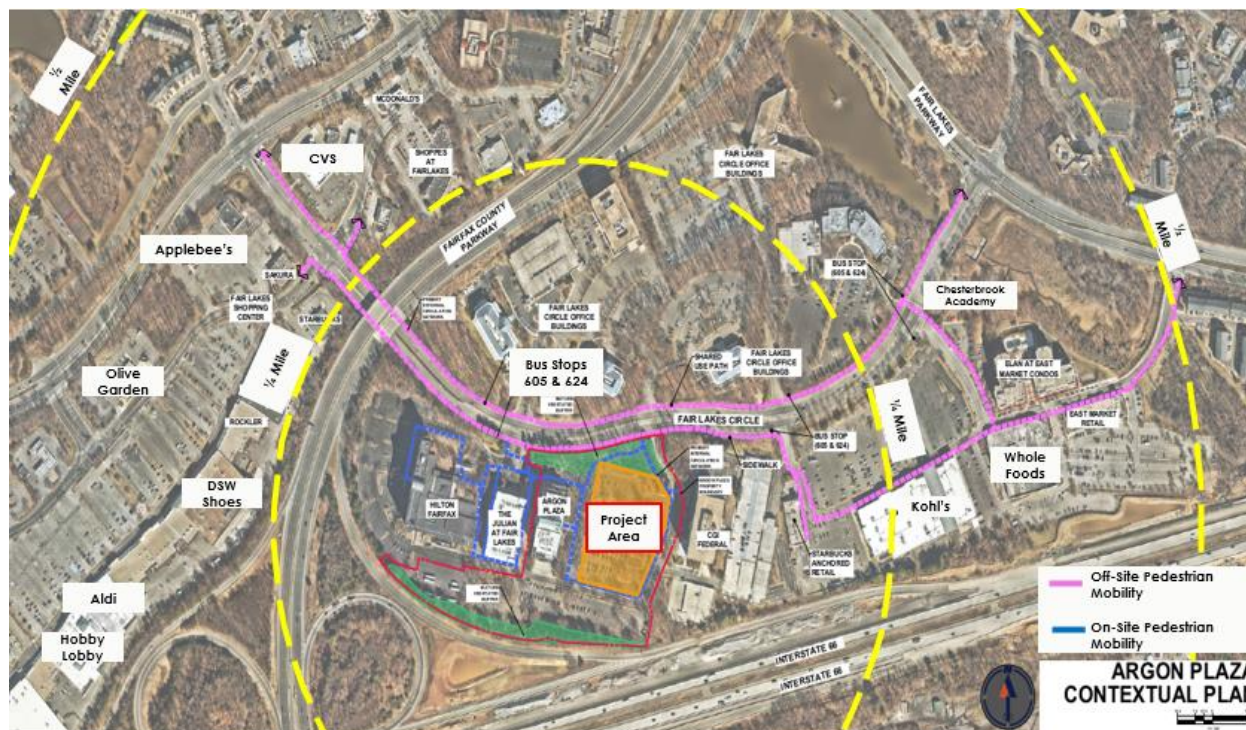 ½
Mile
CVS
MCDONALD'S
SHOPPES
AT
FAIRLAKES
FAIR LAKES
CIRCLE OFFICE
BUILDINGS
FAIR LAKES
PARKWAY
FAIRFAX COUNTY
PARKWAY
½
Mile
Applebee's
SAKURA
FAIR LAKES
SHOPPING
CENTER
STARBUCKS
¼ Mile
BUS STOP
(605 & 624)
Chesterbrook
Academy
FAIR LAKES
CIRCLE OFFICE
BUILDINGS
Bus Stops
605 & 624
SHARED
USE PATH
FAIR LAKES
CIRCLE OFFICE
BUILDINGS
ELAN AT EAST
MARKET CONDOS
EAST MARKET
RETAIL
Olive
Garden
ROCKLER
FAIR LAKES CIRCLE
¼ Mile
BUS STOP
(605 & 624)
SIDEWALK
Whole
Foods
DSW
Shoes
HILTON
FAIRFAX
THE
JULIAN
AT FAIR
LAKES
ARGON
PLAZA
Project
Area
CGI
FEDERAL
Kohl's
STARBUCKS
ANCHORED
RETAIL
Aldi
Hobby
Lobby
INTERSTATE 66
INTERSTATE 66
Off-Site Pedestrian
Mobility
On-Site Pedestrian
Mobility
N
ARGON PLAZA
CONTEXTUAL PLAN